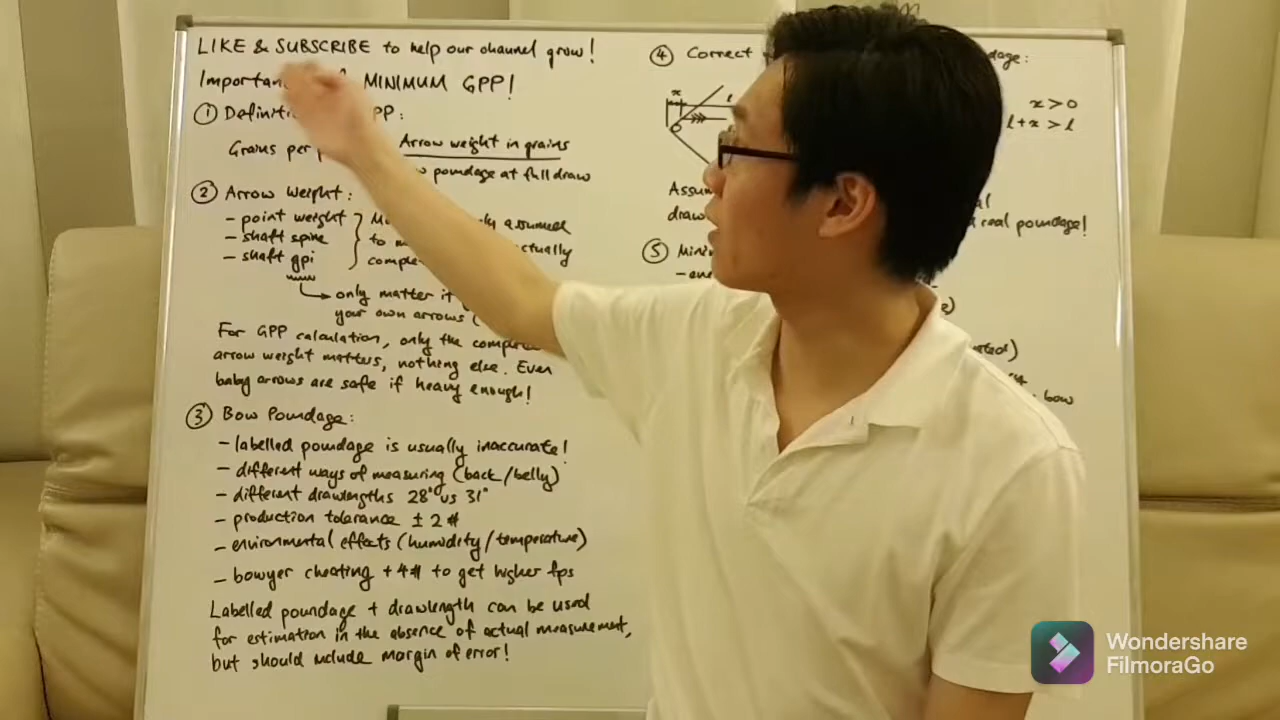 LIKE & SUBSCRIBE to help our channel grow!
MINIMUM GPP!
① :
Grains per Arrow weight in grains
poundage at full draw
② Arrow Weight:
- point weight
- shaft spine assumed
- shaft gpi to
only matter if
your own arrows (
For GPP calculation, only the
arrow weight matters, nothing else. Even
baby arrows are safe if heavy enough!
③ Bow Poundage:
- labelled poundage is usually inaccurate!
- different ways of measuring (back/belly)
- different drawlengths 28" vs 31"
- production tolerance ± 2#
- environmental effects (humidity/temperature)
- bowyer cheating +4# to get higher fps
Labelled poundage + drawlength can be used
for estimation in the absence of actual measurement,
but should include margin of error!
④ Correct
x
x > 0
l+x > l
real poundage!
⑤
bow
Wondershare
FilmoraGo